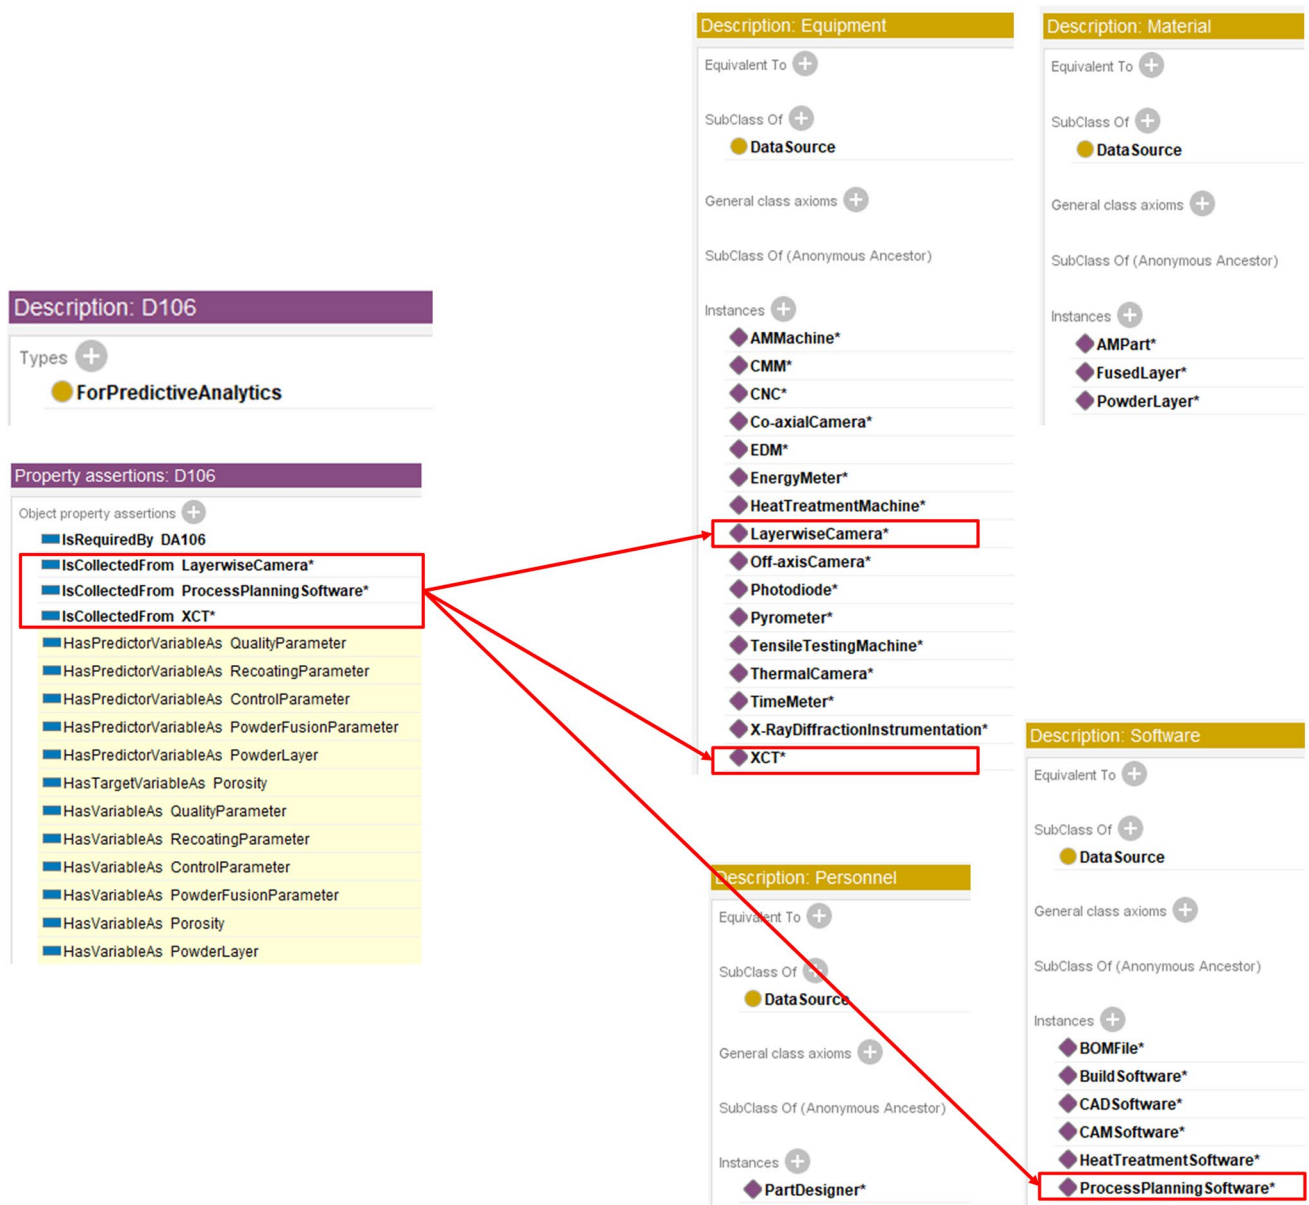 Description: D106
Types
ForPredictiveAnalytics
Property assertions: D106
Object property assertions
IsRequiredBy DA106
IsCollectedFrom LayerwiseCamera*
IsCollectedFrom ProcessPlanningSoftware*
IsCollectedFrom XCT*
HasPredictorVariableAs QualityParameter
HasPredictorVariableAs RecoatingParameter
HasPredictorVariableAs ControlParameter
HasPredictorVariableAs PowderFusionParameter
HasPredictorVariableAs PowderLayer
HasTargetVariableAs Porosity
HasVariableAs QualityParameter
HasVariableAs RecoatingParameter
HasVariableAs ControlParameter
HasVariableAs PowderFusionParameter
HasVariableAs Porosity
HasVariableAs PowderLayer
Description: Equipment
Equivalent To
SubClass Of
DataSource
General class axioms
SubClass Of (Anonymous Ancestor)
Instances
AMMachine*
CMM*
CNC*
Co-axialCamera*
EDM*
EnergyMeter*
HeatTreatmentMachine*
LayerwiseCamera*
Off-axisCamera*
Photodiode*
Pyrometer*
TensileTestingMachine*
ThermalCamera*
TimeMeter*
X-RayDiffractionInstrumentation*
XCT*
Description: Material
Equivalent To
SubClass Of
DataSource
General class axioms
SubClass Of (Anonymous Ancestor)
Instances
AMPart*
FusedLayer*
PowderLayer*
Description: Personnel
Equivalent To
SubClass Of
DataSource
General class axioms
SubClass Of (Anonymous Ancestor)
Instances
PartDesigner*
Description: Software
Equivalent To
SubClass Of
DataSource
General class axioms
SubClass Of (Anonymous Ancestor)
Instances
BOMFile*
BuildSoftware*
CADSoftware*
CAMSoftware*
HeatTreatmentSoftware*
ProcessPlanningSoftware*